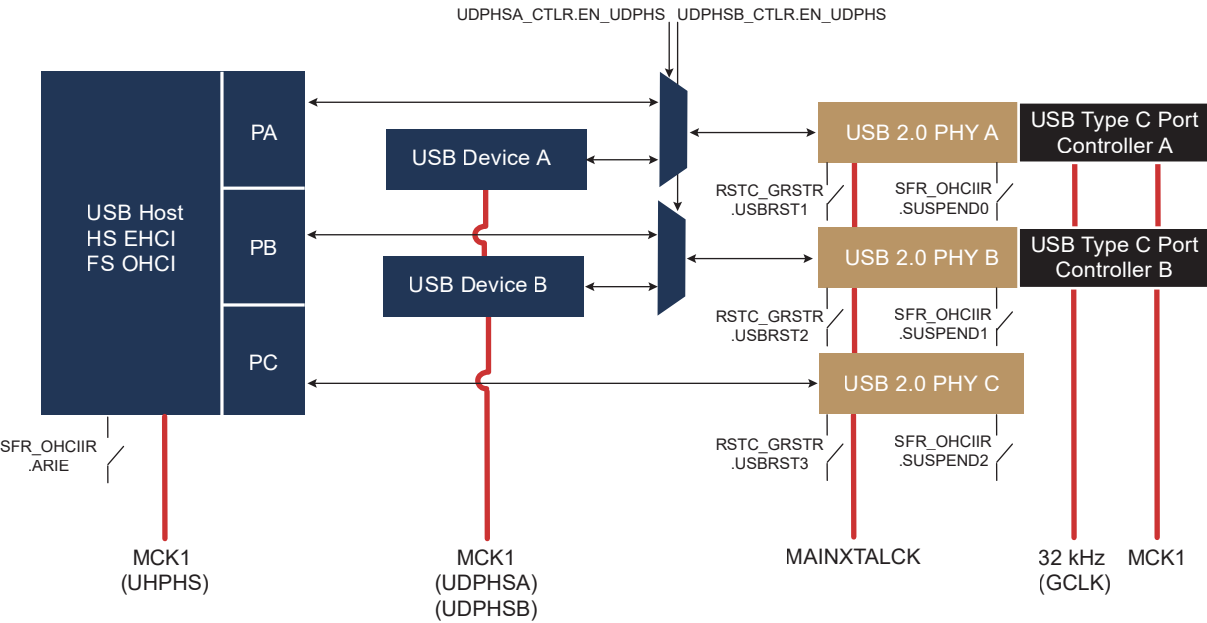 UDPHSA_CTLR.EN_UDPHS
UDPHSB_CTLR.EN_UDPHS
USB Host
HS EHCI
FS OHCI
PA
PB
PC
USB Device A
USB Device B
USB 2.0 PHY A
USB Type C Port
Controller A
RSTC_GRSTR
.USBRST1
SFR_OHCIIR
.SUSPEND0
USB 2.0 PHY B
USB Type C Port
Controller B
RSTC_GRSTR
.USBRST2
SFR_OHCIIR
.SUSPEND1
USB 2.0 PHY C
RSTC_GRSTR
.USBRST3
SFR_OHCIIR
.SUSPEND2
SFR_OHCIIR
.ARIE
MCK1
(UHPHS)
MCK1
(UDPHSA)
(UDPHSB)
MAINXTALCK
32 kHz
(GCLK)
MCK1